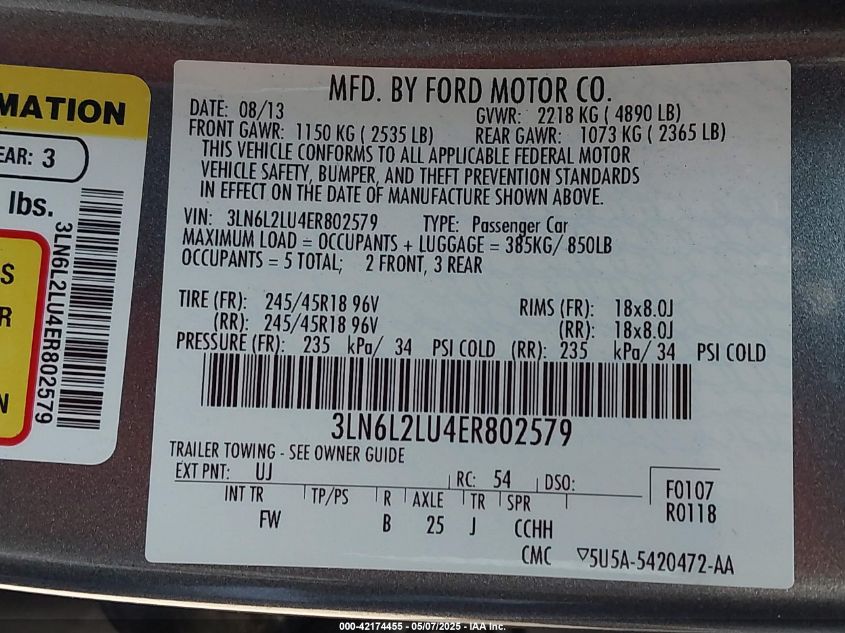 MATION
EAR: 3
lbs.
3LN6L2LU4ER802579
S
R
N
MFD. BY FORD MOTOR CO.
DATE: 08/13 GVWR: 2218 KG ( 4890 LB)
FRONT GAWR: 1150 KG ( 2535 LB) REAR GAWR: 1073 KG ( 2365 LB)
THIS VEHICLE CONFORMS TO ALL APPLICABLE FEDERAL MOTOR
VEHICLE SAFETY, BUMPER, AND THEFT PREVENTION STANDARDS
IN EFFECT ON THE DATE OF MANUFACTURE SHOWN ABOVE.
VIN: 3LN6L2LU4ER802579 TYPE: Passenger Car
MAXIMUM LOAD = OCCUPANTS + LUGGAGE = 385KG/ 850LB
OCCUPANTS = 5 TOTAL; 2 FRONT, 3 REAR
TIRE (FR): 245/45R18 96V RIMS (FR): 18x8.0J
(RR): 245/45R18 96V (RR): 18x8.0J
PRESSURE (FR): 235 kPa/ 34 PSI COLD (RR): 235 kPa/ 34 PSI COLD
3LN6L2LU4ER802579
TRAILER TOWING - SEE OWNER GUIDE
EXT PNT: UJ RC: 54 DSO:
INT TR TP/PS R AXLE TR SPR
FW B 25 J CCHH
F0107
R0118
CMC ▽5U5A-5420472-AA
000-42174455 — 05/07/2025 — IAA Inc.